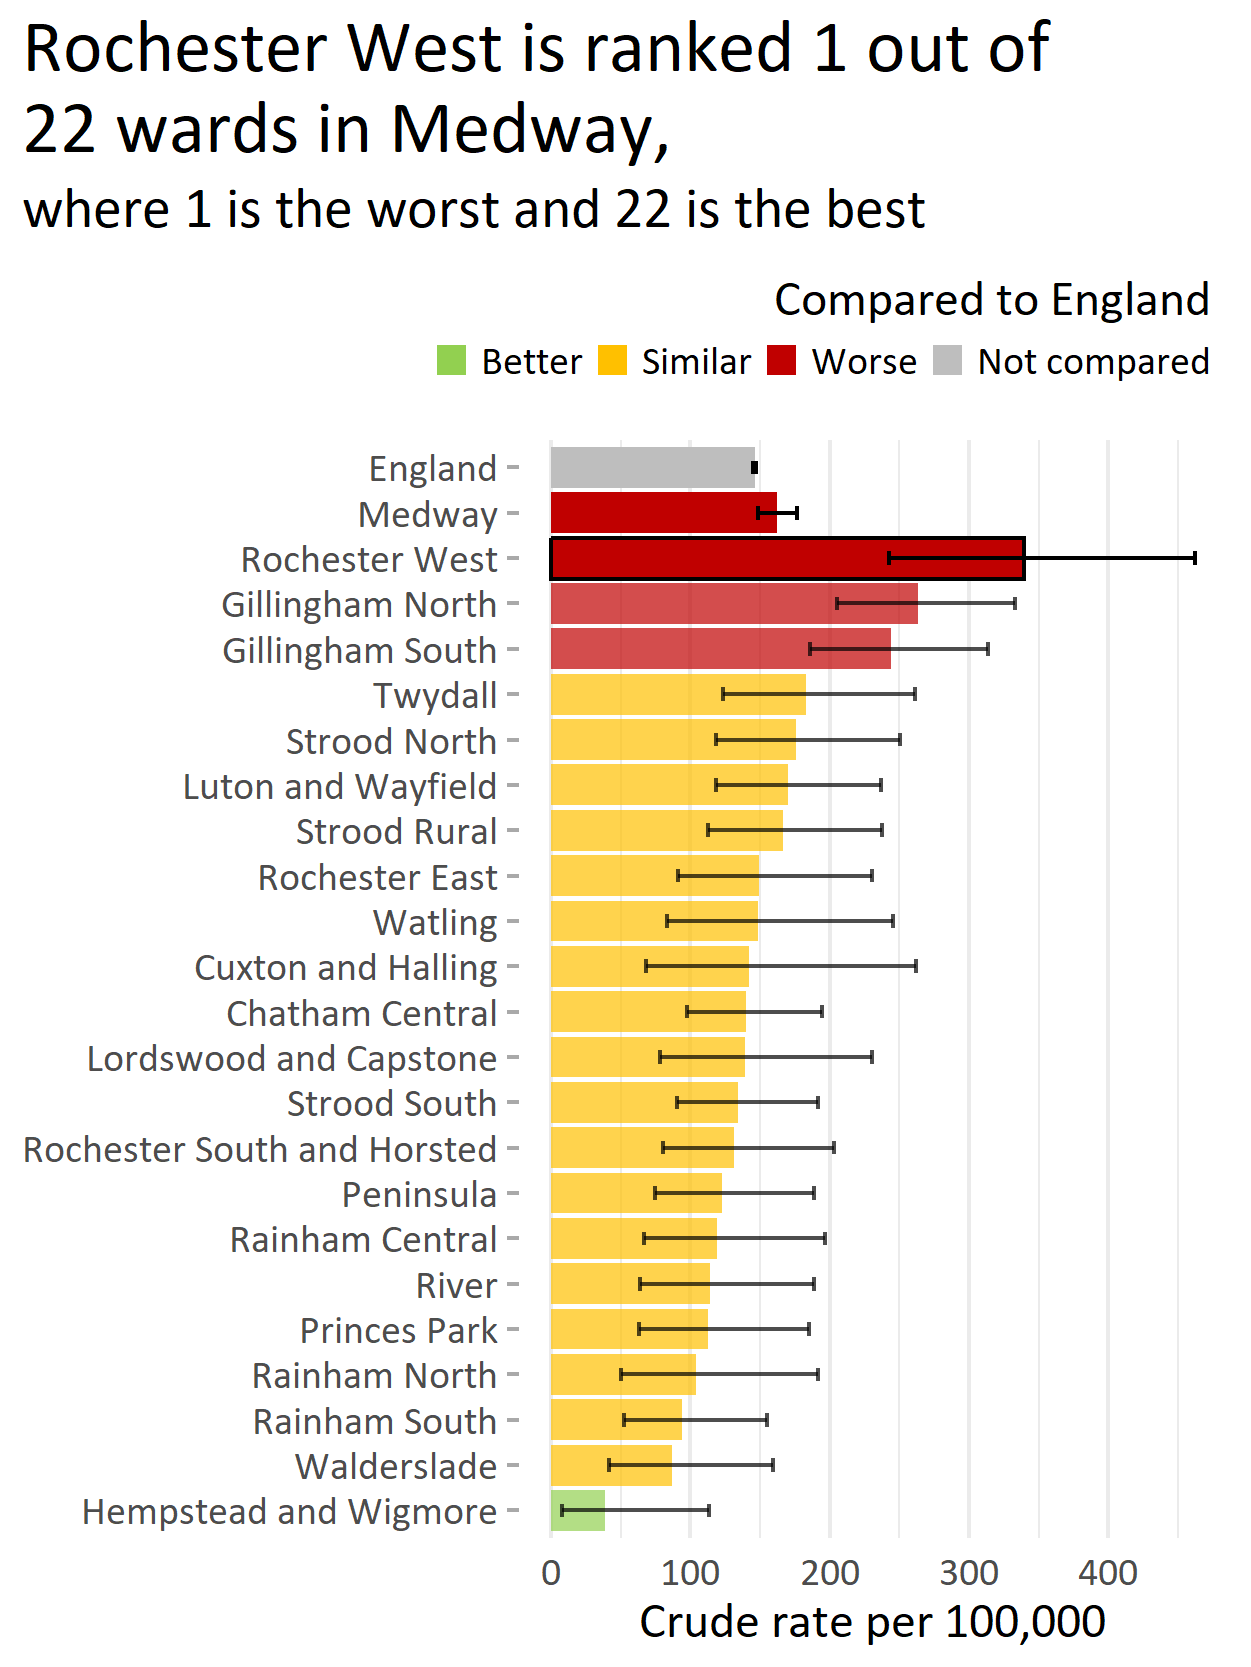 Rochester West is ranked 1 out of
22 wards in Medway,
where 1 is the worst and 22 is the best
Compared to England
Better Similar Worse Not compared
England
Medway
Rochester West
Gillingham North
Gillingham South
Twydall
Strood North
Luton and Wayfield
Strood Rural
Rochester East
Watling
Cuxton and Halling
Chatham Central
Lordswood and Capstone
Strood South
Rochester South and Horsted
Peninsula
Rainham Central
River
Princes Park
Rainham North
Rainham South
Walderslade
Hempstead and Wigmore
0 100 200 300 400
Crude rate per 100,000